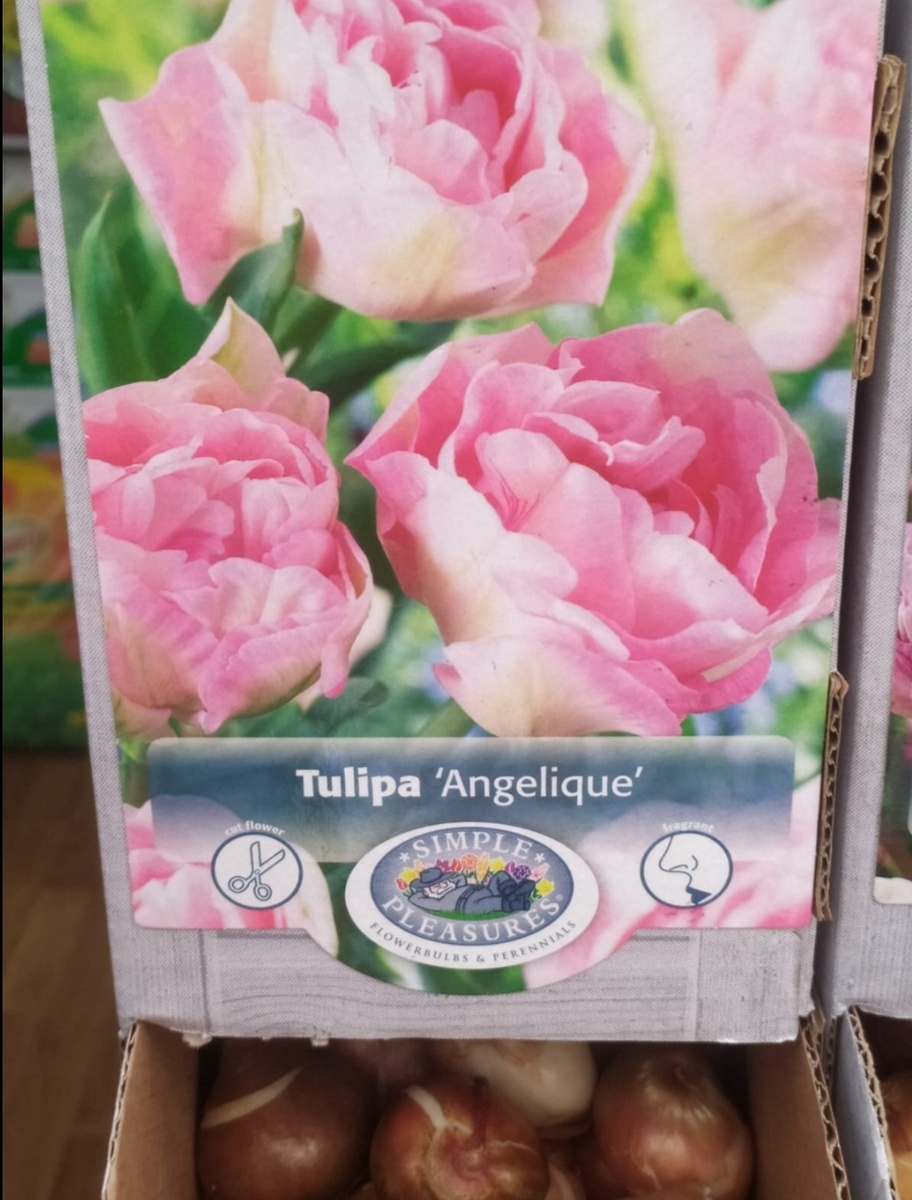 Tulipa ‘Angelique’
cut flower
fragrant
SIMPLE
PLEASURES®
FLOWERBULBS & PERENNIALS